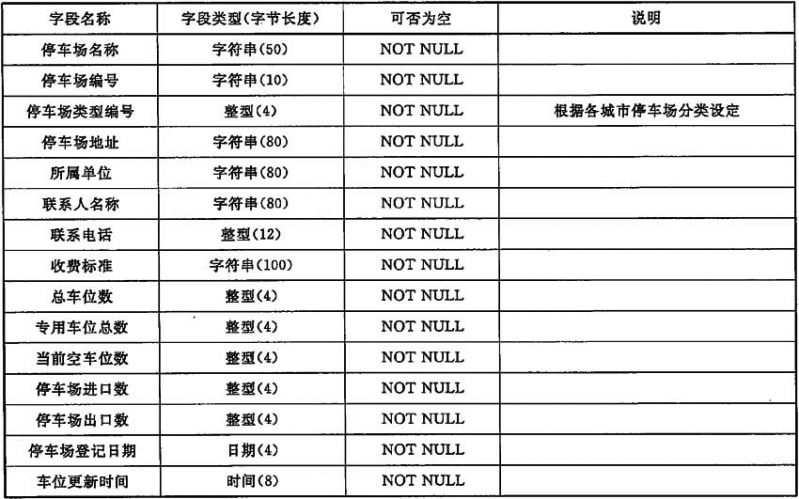 字段名称 字段类型(字节长度) 可否为空 说明
停车场名称 字符串(50) NOT NULL
停车场编号 字符串(10) NOT NULL
停车场类型编号 整型(4) NOT NULL 根据各城市停车场分类设定
停车场地址 字符串(80) NOT NULL
所属单位 字符串(80) NOT NULL
联系人名称 字符串(80) NOT NULL
联系电话 整型(12) NOT NULL
收费标准 字符串(100) NOT NULL
总车位数 整型(4) NOT NULL
专用车位总数 整型(4) NOT NULL
当前空车位数 整型(4) NOT NULL
停车场进口数 整型(4) NOT NULL
停车场出口数 整型(4) NOT NULL
停车场登记日期 日期(4) NOT NULL
车位更新时间 时间(8) NOT NULL